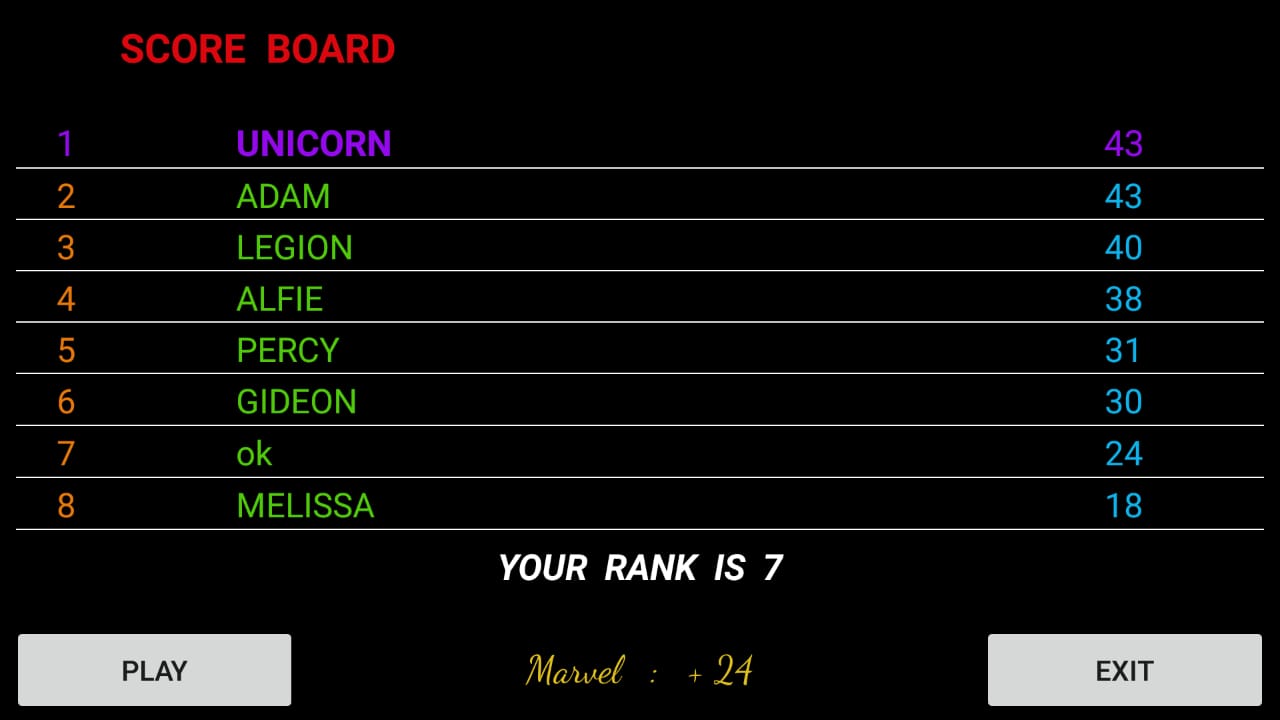 SCORE BOARD
1 UNICORN 43
2 ADAM 43
3 LEGION 40
4 ALFIE 38
5 PERCY 31
6 GIDEON 30
7 ok 24
8 MELISSA 18
YOUR RANK IS 7
PLAY Marvel : + 24 EXIT